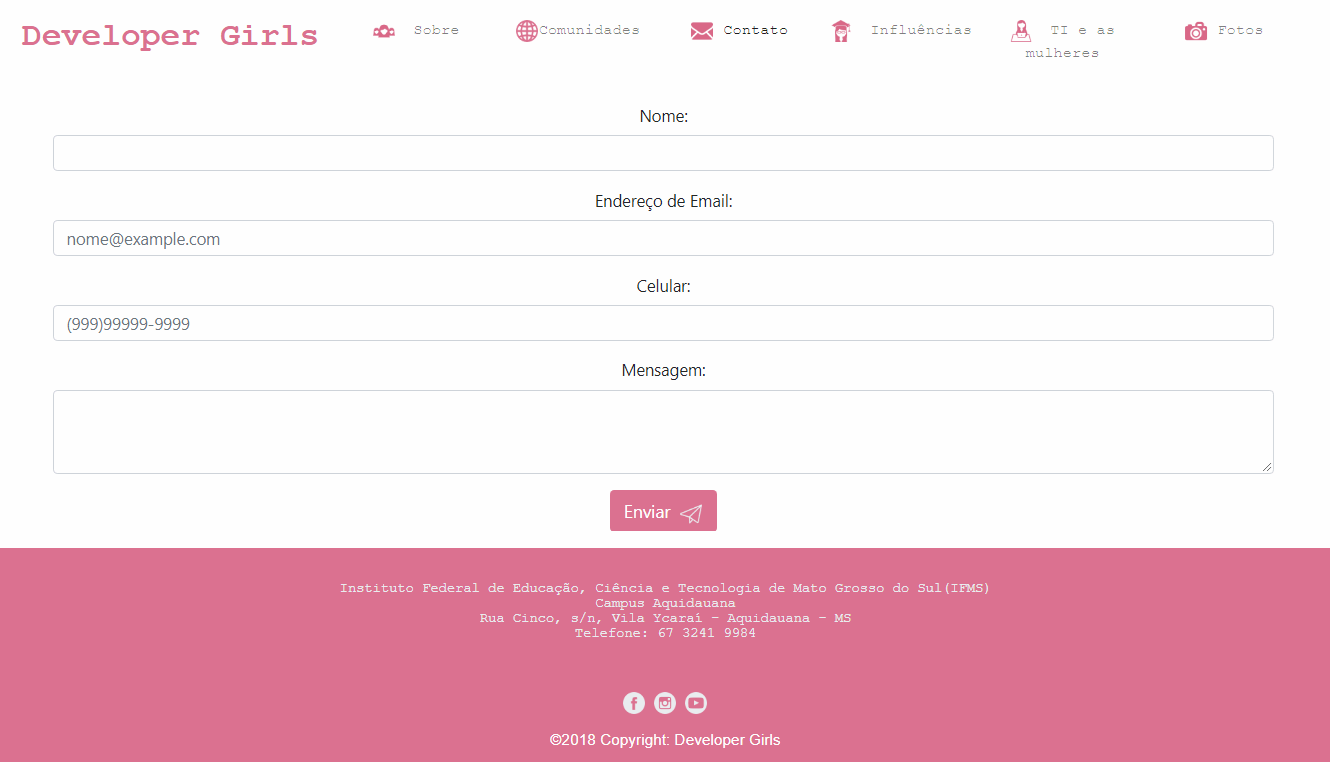 Developer Girls
Sobre
Comunidades
Contato
Influências
TI e as
mulheres
Fotos
Nome:
Endereço de Email:
nome@example.com
Celular:
(999)99999-9999
Mensagem:
Enviar
Instituto Federal de Educação, Ciência e Tecnologia de Mato Grosso do Sul(IFMS)
Campus Aquidauana
Rua Cinco, s/n, Vila Ycaraí – Aquidauana – MS
Telefone: 67 3241 9984
©2018 Copyright: Developer Girls